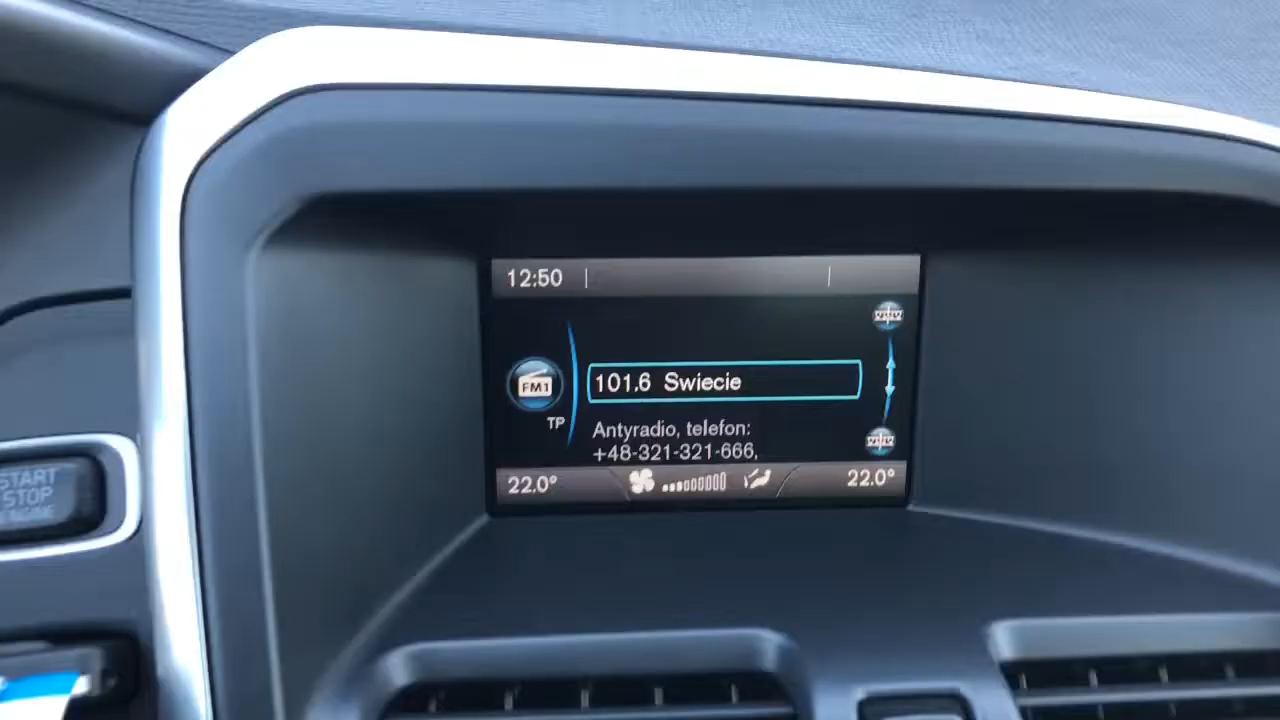 12:50
101.6 Swiecie
FM1
TP
Antyradio, telefon:
+48-321-321-666,
22.0° 22.0°
START
STOP
ENGINE